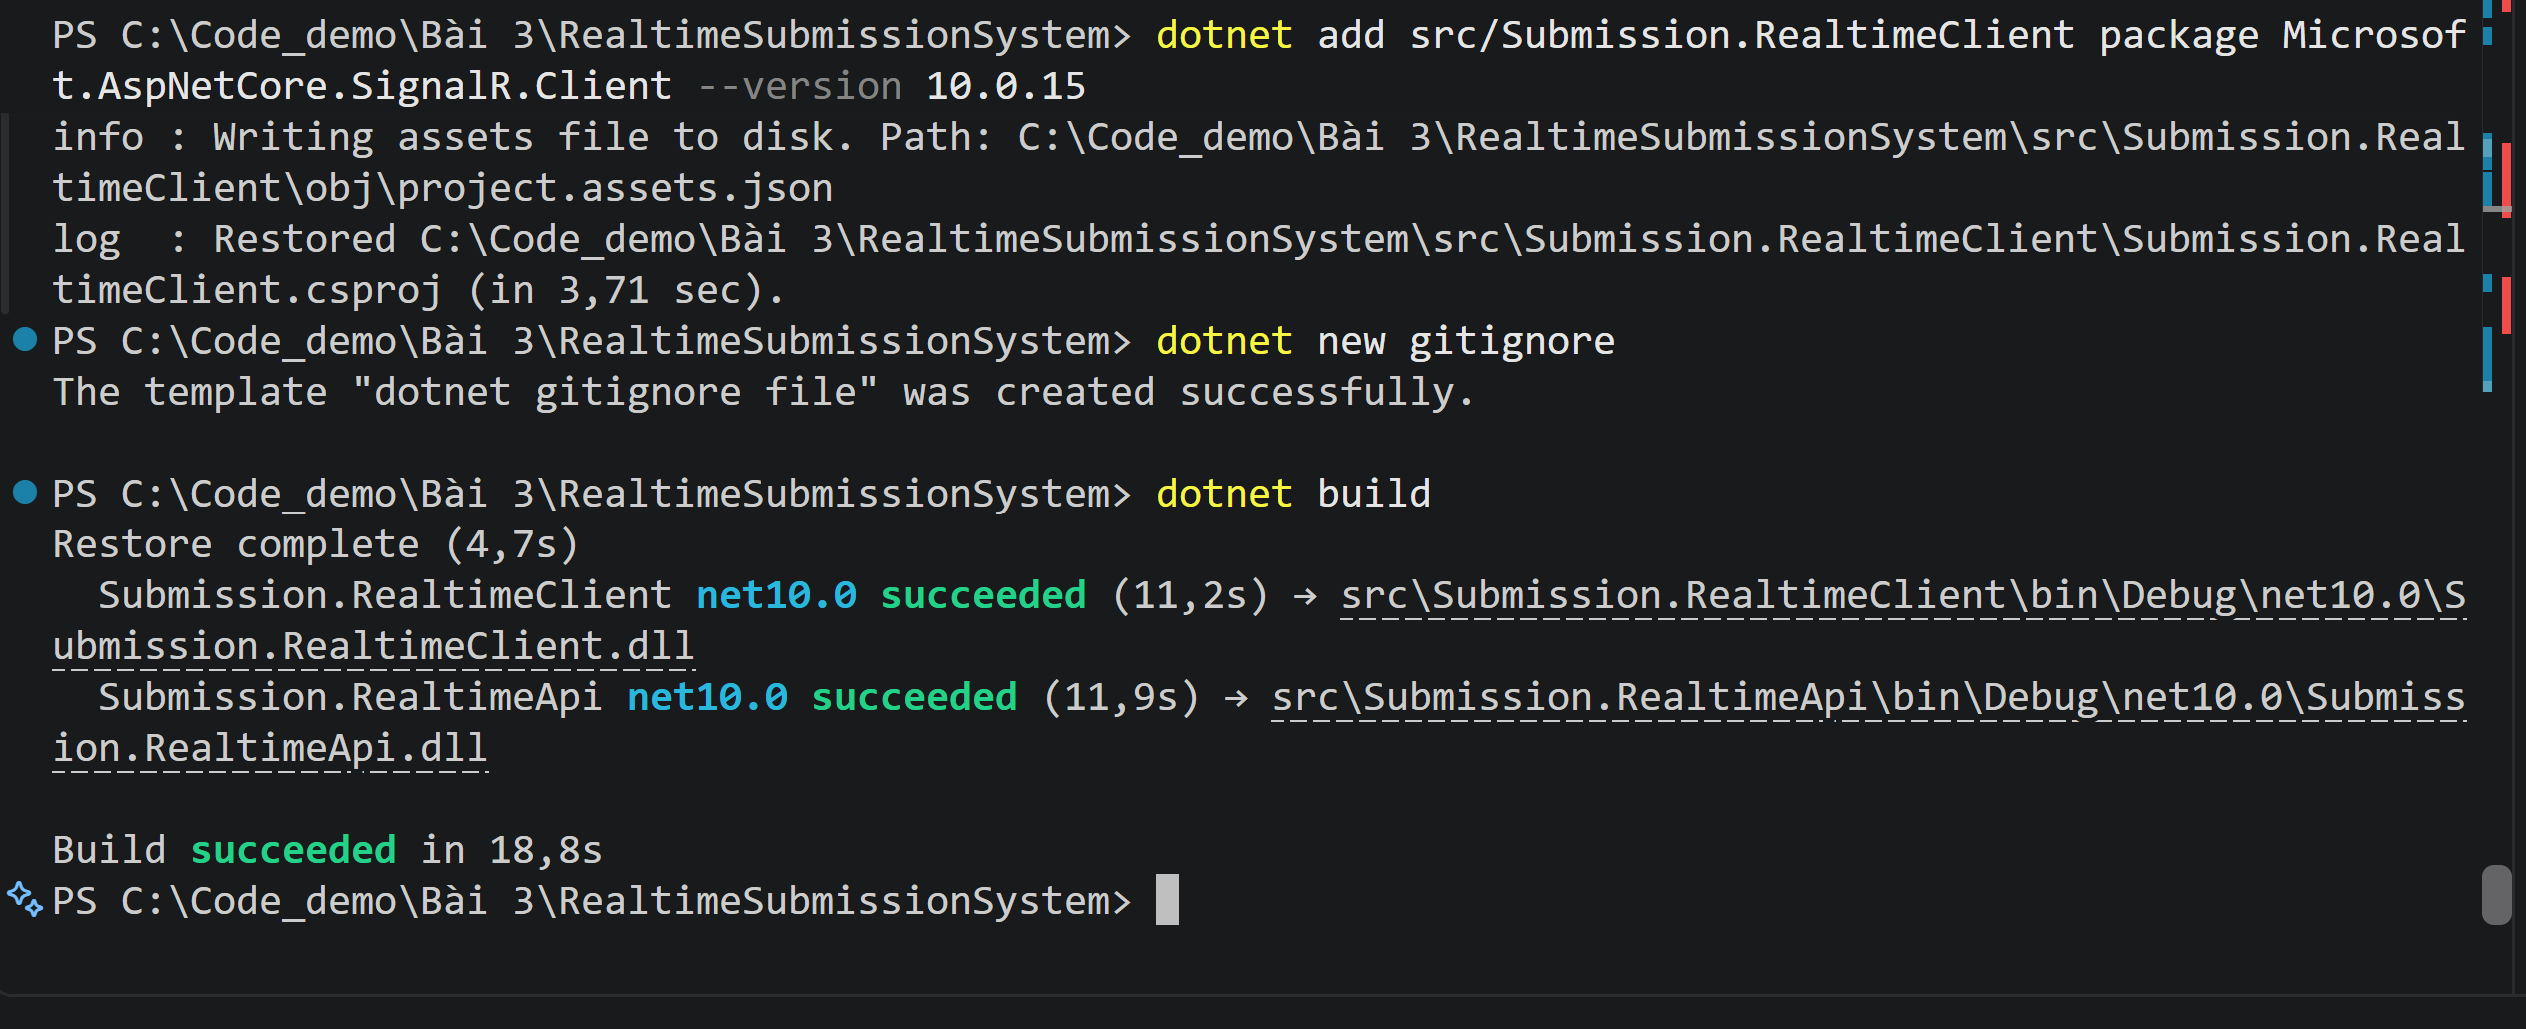 PS C:\Code_demo\Bài 3\RealtimeSubmissionSystem> dotnet add src/Submission.RealtimeClient package Microsof
t.AspNetCore.SignalR.Client --version 10.0.15
info : Writing assets file to disk. Path: C:\Code_demo\Bài 3\RealtimeSubmissionSystem\src\Submission.Real
timeClient\obj\project.assets.json
log  : Restored C:\Code_demo\Bài 3\RealtimeSubmissionSystem\src\Submission.RealtimeClient\Submission.Real
timeClient.csproj (in 3,71 sec).
PS C:\Code_demo\Bài 3\RealtimeSubmissionSystem> dotnet new gitignore
The template "dotnet gitignore file" was created successfully.
PS C:\Code_demo\Bài 3\RealtimeSubmissionSystem> dotnet build
Restore complete (4,7s)
  Submission.RealtimeClient net10.0 succeeded (11,2s) → src\Submission.RealtimeClient\bin\Debug\net10.0\S
ubmission.RealtimeClient.dll
  Submission.RealtimeApi net10.0 succeeded (11,9s) → src\Submission.RealtimeApi\bin\Debug\net10.0\Submiss
ion.RealtimeApi.dll
Build succeeded in 18,8s
PS C:\Code_demo\Bài 3\RealtimeSubmissionSystem>